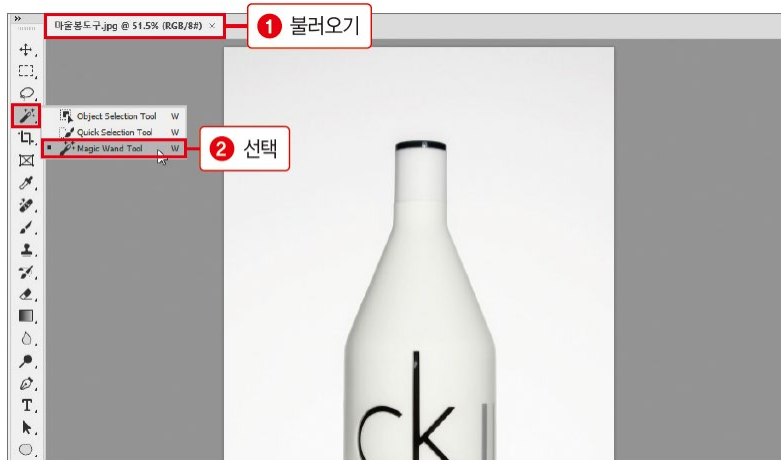 마술봉도구.jpg @ 51.5% (RGB/8#) ×
1 불러오기
Object Selection Tool W
Quick Selection Tool W
Magic Wand Tool W
2 선택
T
ck